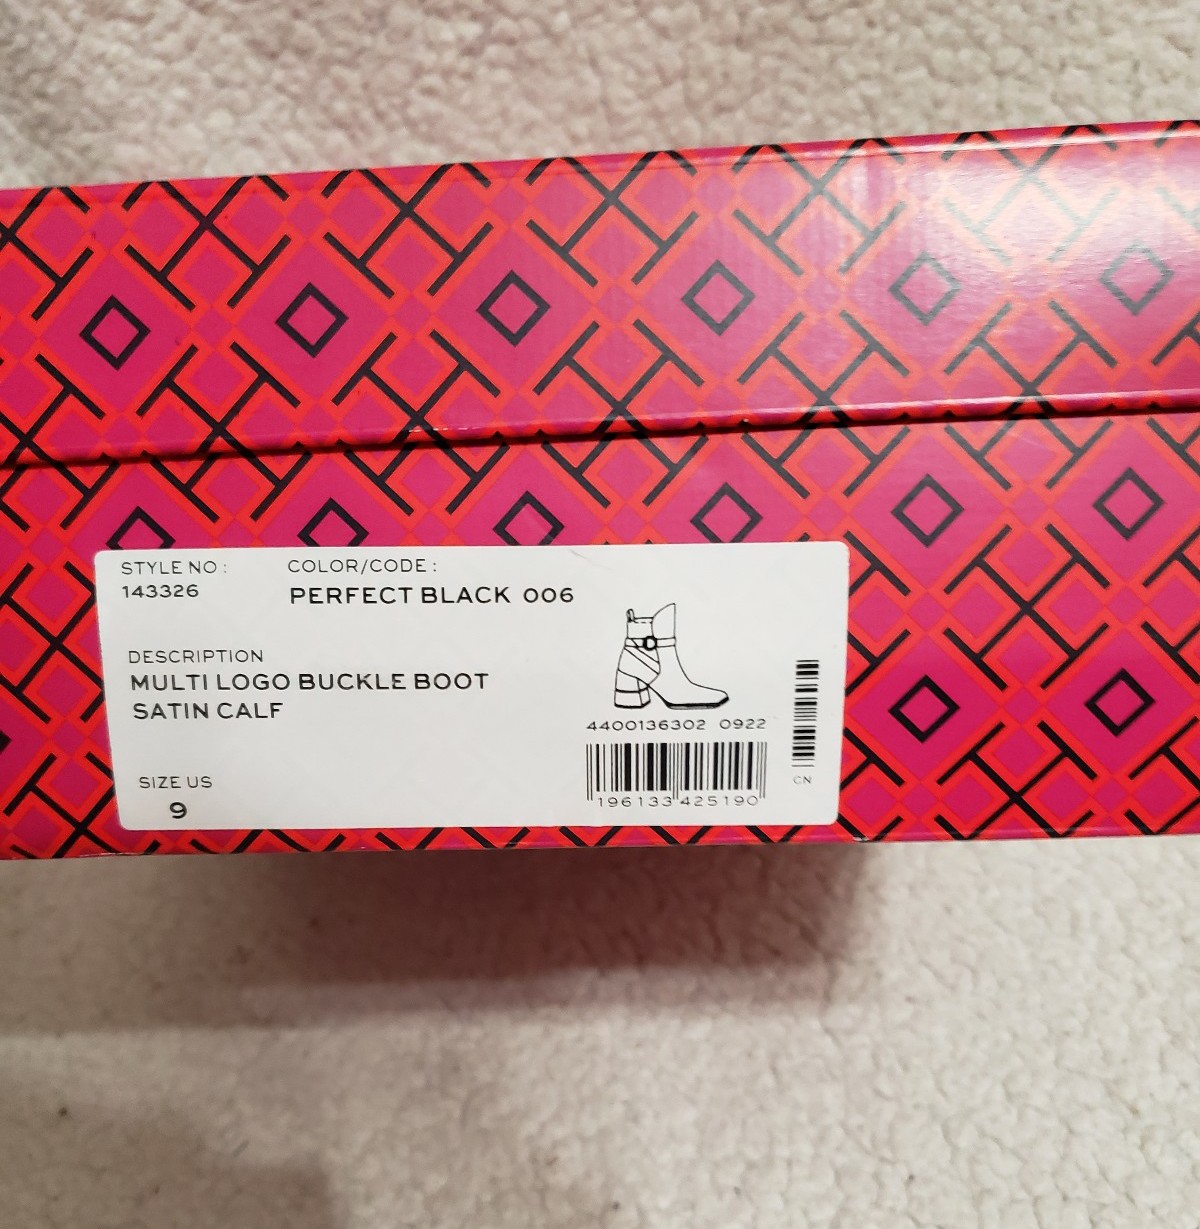 STYLE NO :
143326
COLOR/CODE :
PERFECT BLACK 006
DESCRIPTION
MULTI LOGO BUCKLE BOOT
SATIN CALF
SIZE US
9
4400136302 0922
196133 425190
CN